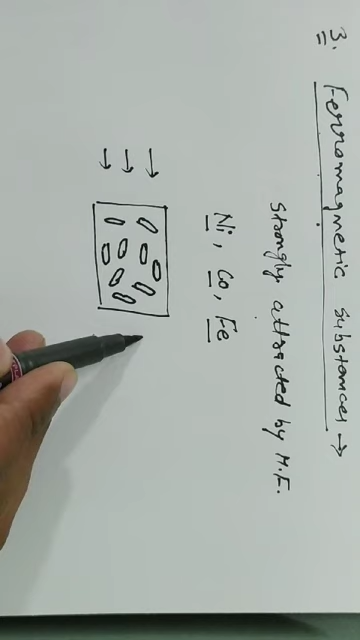 3. Ferromagnetic substances →
Strongly attracted by M.F.
Ni, Co, Fe